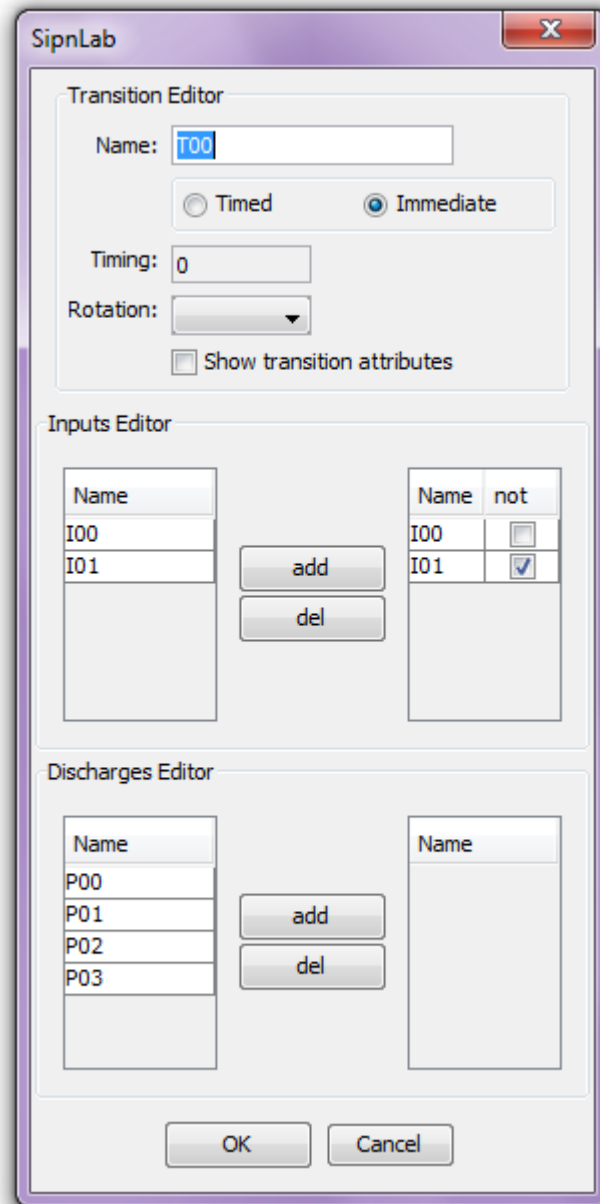 SipnLab
Transition Editor
Name: T00
Timed Immediate
Timing: 0
Rotation:
Show transition attributes
Inputs Editor
Name Name not
I00 I00
I01 add I01
del
Discharges Editor
Name Name
P00
P01 add
P02
P03 del
OK Cancel